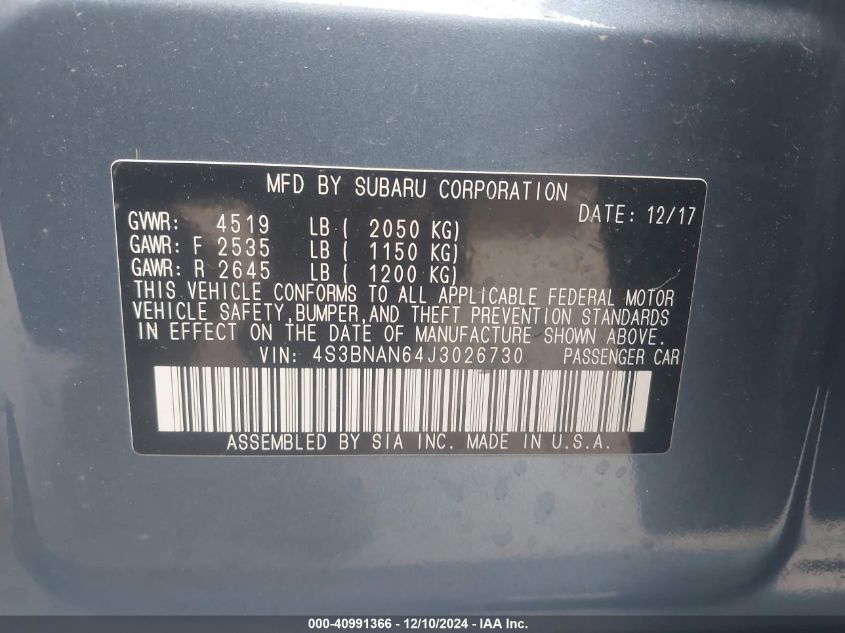 MFD BY SUBARU CORPORATION
DATE: 12/17
GVWR: 4519 LB ( 2050 KG)
GAWR: F 2535 LB ( 1150 KG)
GAWR: R 2645 LB ( 1200 KG)
THIS VEHICLE CONFORMS TO ALL APPLICABLE FEDERAL MOTOR
VEHICLE SAFETY,BUMPER,AND THEFT PREVENTION STANDARDS
IN EFFECT ON THE DATE OF MANUFACTURE SHOWN ABOVE.
VIN: 4S3BNAN64J3026730 PASSENGER CAR
ASSEMBLED BY SIA INC. MADE IN U.S.A.
000-40991366 - 12/10/2024 - IAA Inc.